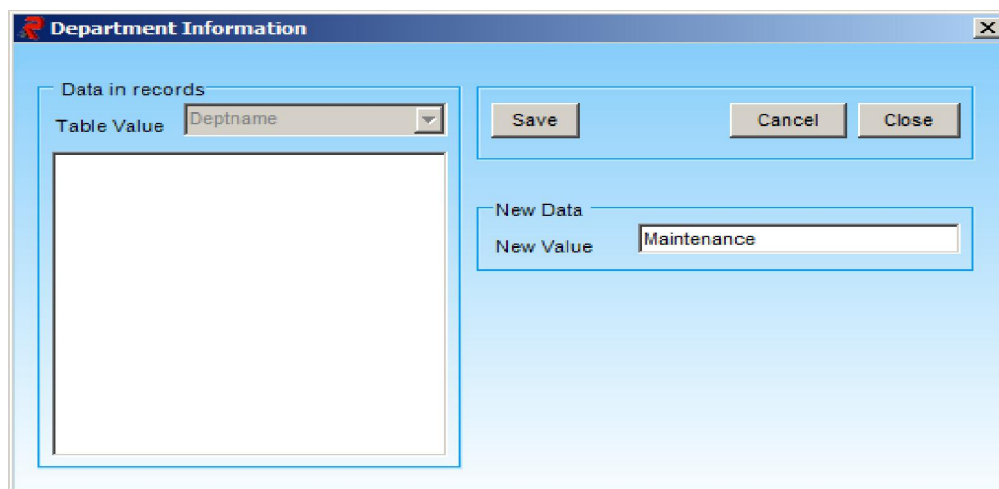 Department Information
Data in records
Table Value Deptname
Save Cancel Close
New Data
New Value Maintenance